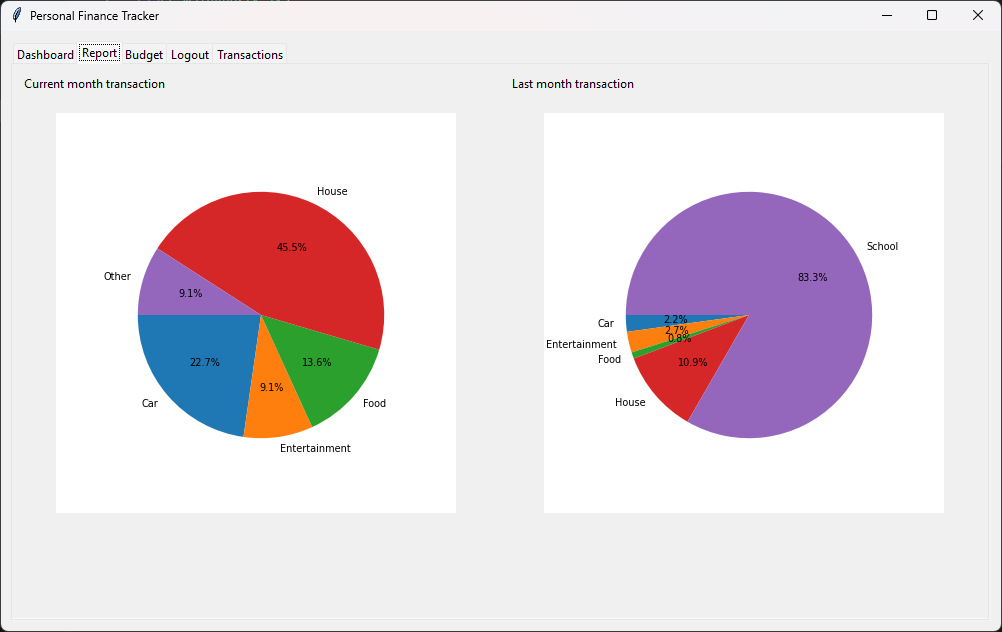 Personal Finance Tracker
Dashboard Report Budget Logout Transactions
Current month transaction
House
45.5%
Other
9.1%
22.7%
13.6%
9.1%
Car
Food
Entertainment
Last month transaction
School
83.3%
Car
2.2%
2.7%
Entertainment
0.8%
Food
10.9%
House